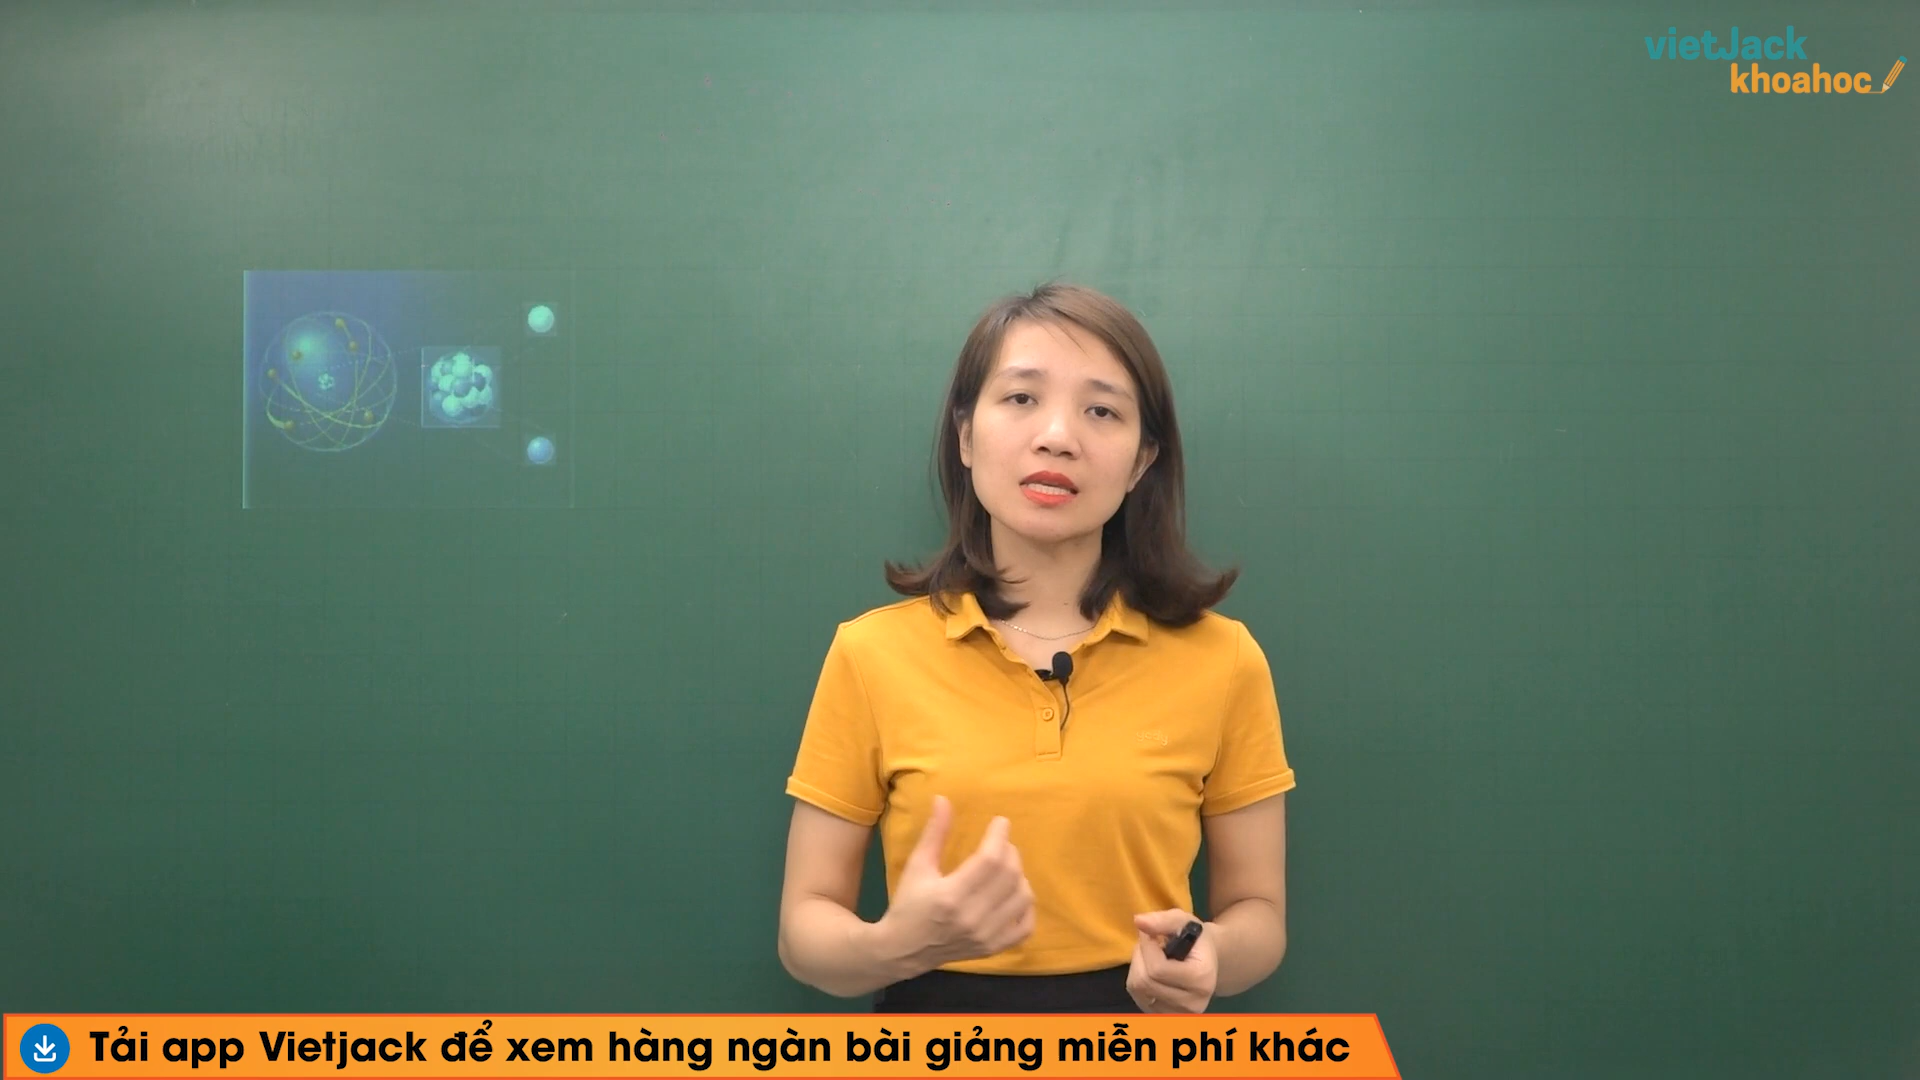 vietJack
khoahoc
Tải app Vietjack để xem hàng ngàn bài giảng miễn phí khác